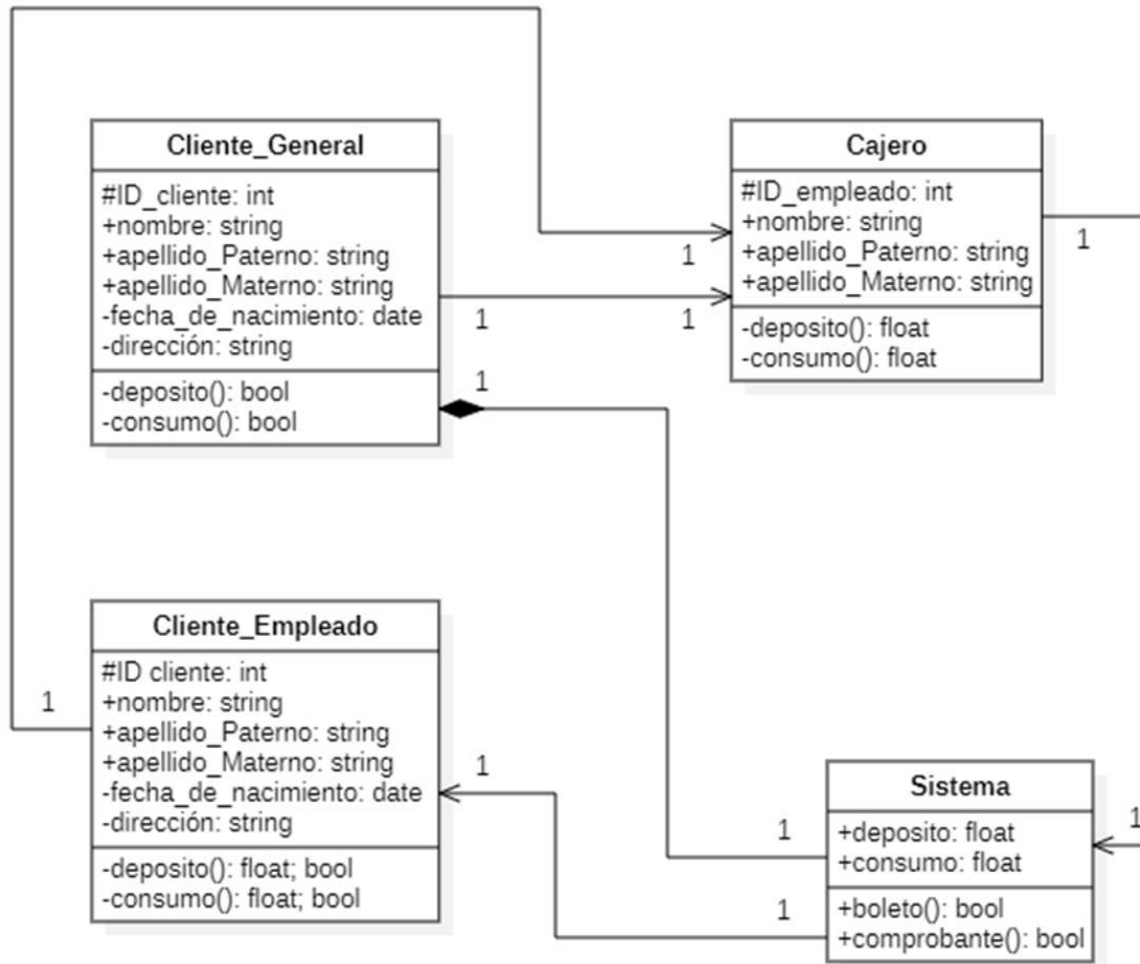 Cliente_General
#ID_cliente: int
+nombre: string
+apellido_Paterno: string
+apellido_Materno: string
-fecha_de_nacimiento: date
-dirección: string
-deposito(): bool
-consumo(): bool
Cajero
#ID_empleado: int
+nombre: string
+apellido_Paterno: string
+apellido_Materno: string
-deposito(): float
-consumo(): float
1
1
1
1
1
Cliente_Empleado
#ID cliente: int
+nombre: string
+apellido_Paterno: string
+apellido_Materno: string
-fecha_de_nacimiento: date
-dirección: string
-deposito(): float; bool
-consumo(): float; bool
1
1
1
1
Sistema
+deposito: float
+consumo: float
+boleto(): bool
+comprobante(): bool
1